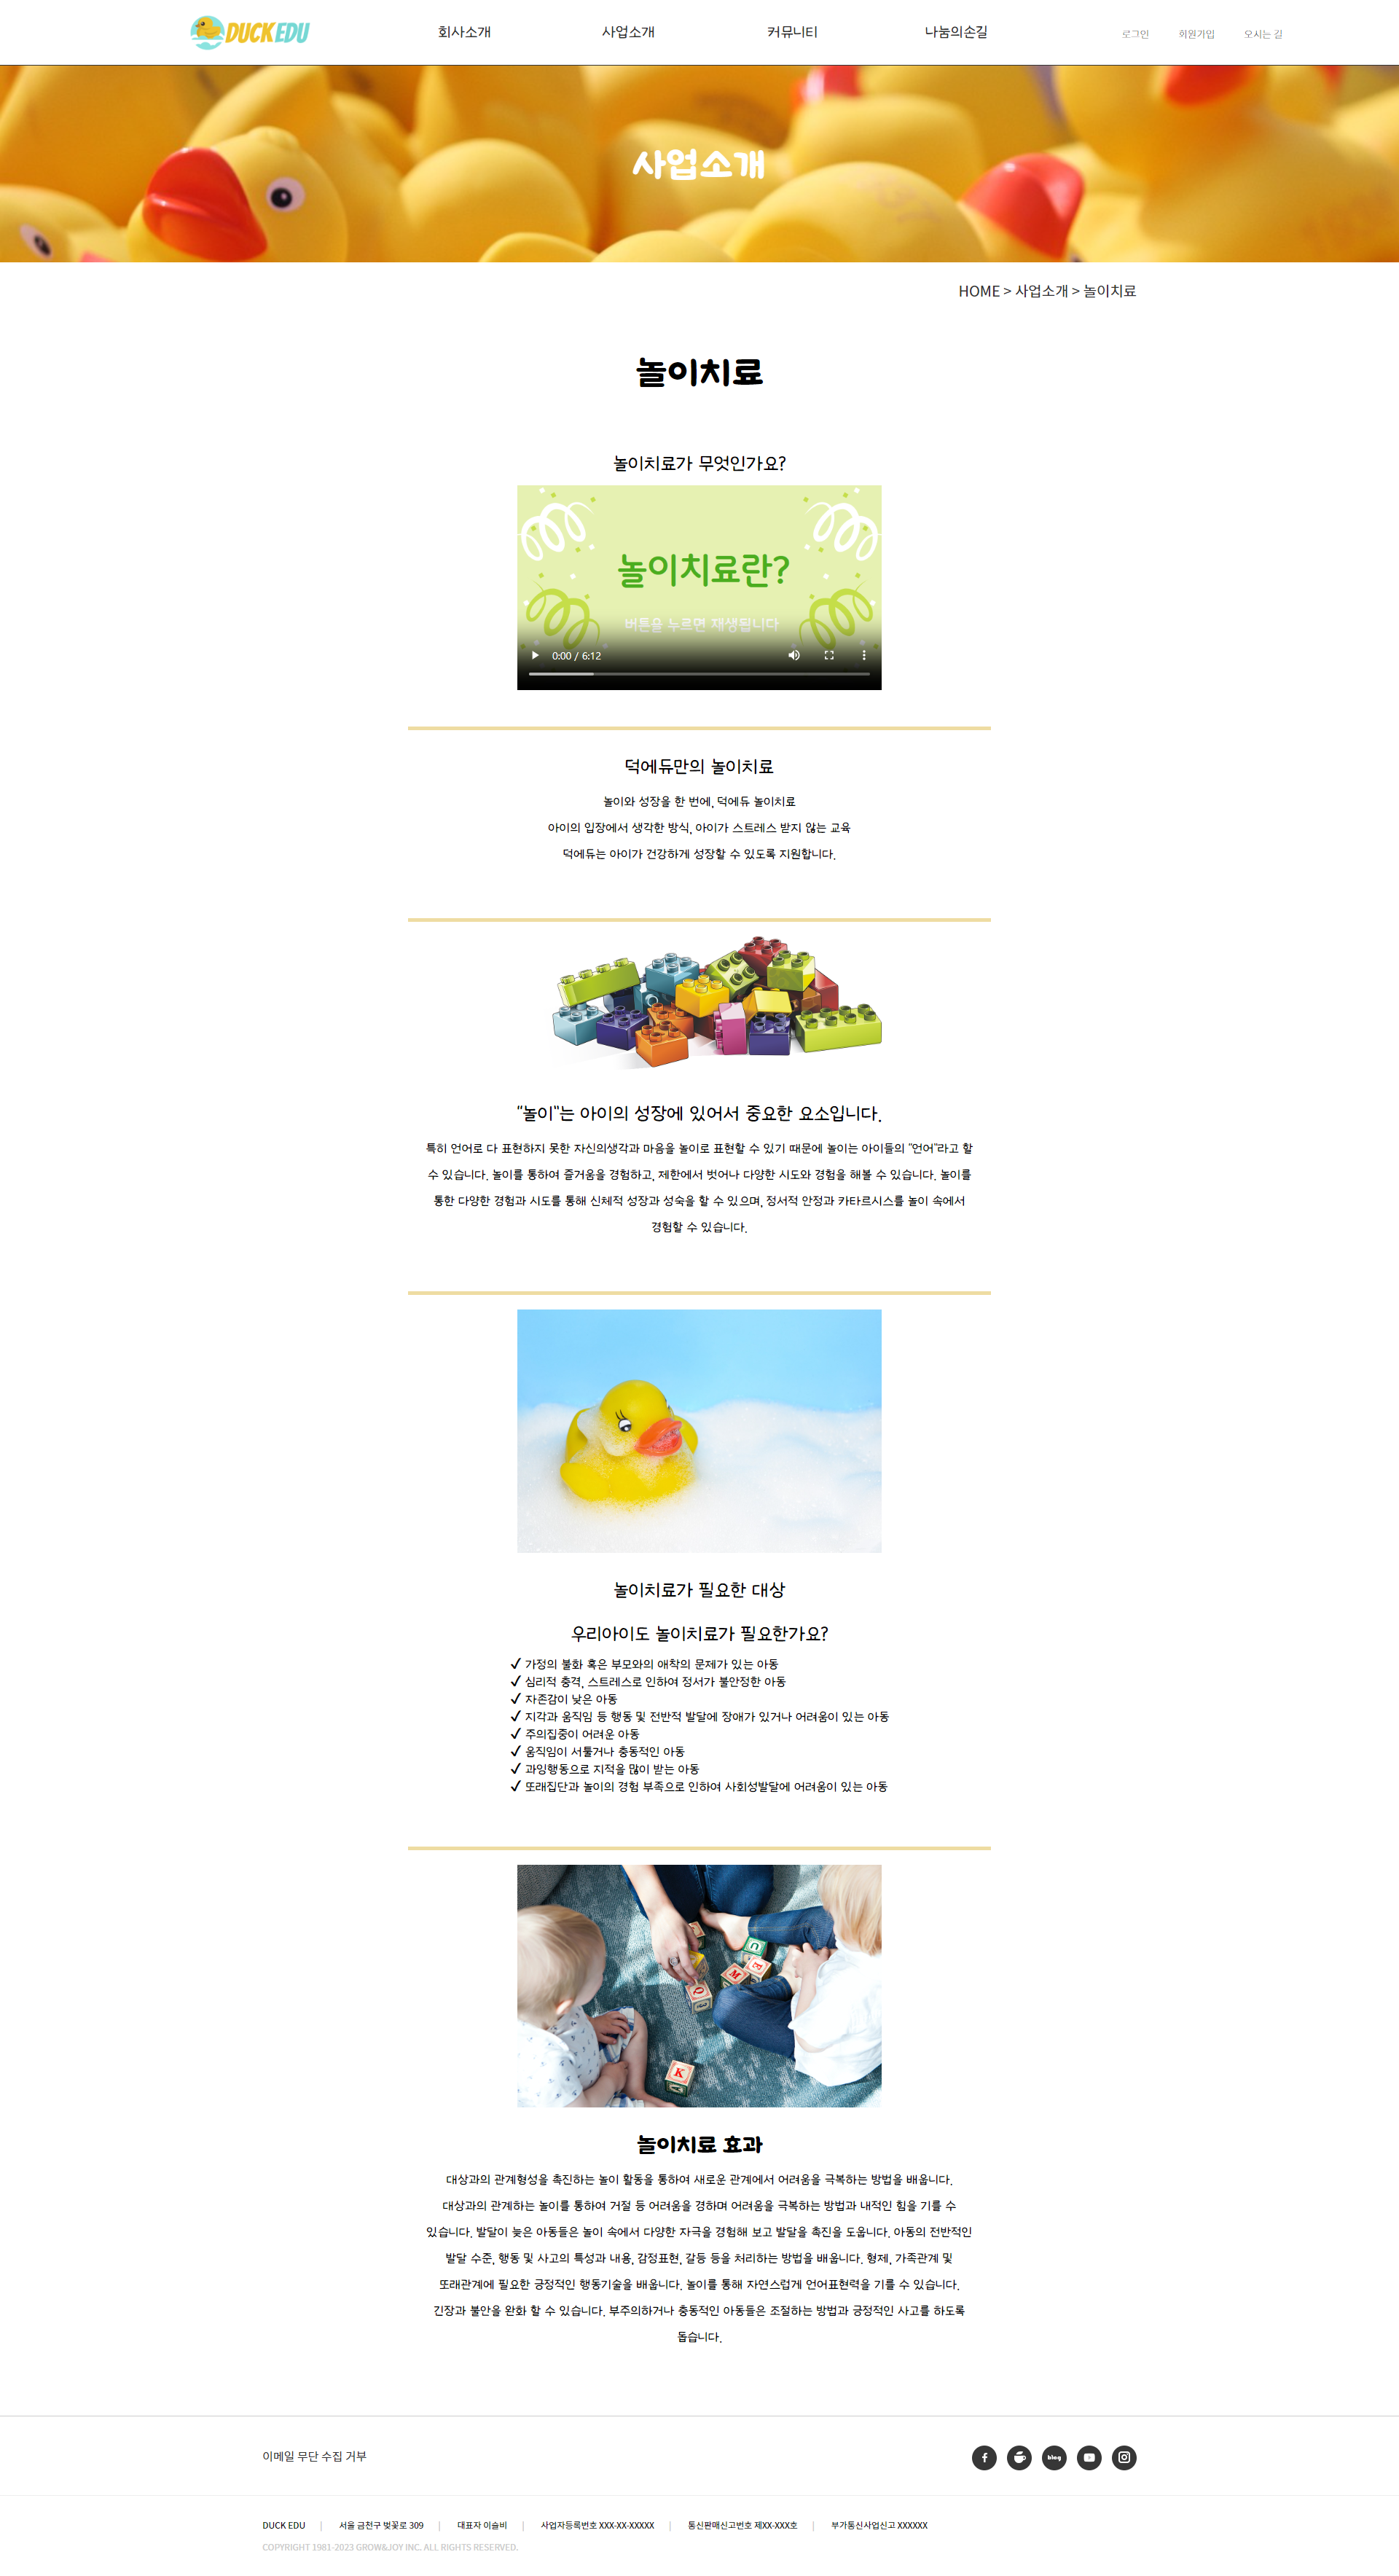 DUCKEDU
회사소개
사업소개
커뮤니티
나눔의손길
로그인
회원가입
오시는 길
사업소개
HOME > 사업소개 > 놀이치료
놀이치료
놀이치료가 무엇인가요?
놀이치료란?
버튼을 누르면 재생됩니다
0:00 / 6:12
덕에듀만의 놀이치료
놀이와 성장을 한 번에, 덕에듀 놀이치료
아이의 입장에서 생각한 방식, 아이가 스트레스 받지 않는 교육
덕에듀는 아이가 건강하게 성장할 수 있도록 지원합니다.
"놀이"는 아이의 성장에 있어서 중요한 요소입니다.
특히 언어로 다 표현하지 못한 자신의생각과 마음을 놀이로 표현할 수 있기 때문에 놀이는 아이들의 "언어"라고 할
수 있습니다. 놀이를 통하여 즐거움을 경험하고, 제한에서 벗어나 다양한 시도와 경험을 해볼 수 있습니다. 놀이를
통한 다양한 경험과 시도를 통해 신체적 성장과 성숙을 할 수 있으며, 정서적 안정과 카타르시스를 놀이 속에서
경험할 수 있습니다.
놀이치료가 필요한 대상
우리아이도 놀이치료가 필요한가요?
✓ 가정의 불화 혹은 부모와의 애착의 문제가 있는 아동
✓ 심리적 충격, 스트레스로 인하여 정서가 불안정한 아동
✓ 자존감이 낮은 아동
✓ 지각과 움직임 등 행동 및 전반적 발달에 장애가 있거나 어려움이 있는 아동
✓ 주의집중이 어려운 아동
✓ 움직임이 서툴거나 충동적인 아동
✓ 과잉행동으로 지적을 많이 받는 아동
✓ 또래집단과 놀이의 경험 부족으로 인하여 사회성발달에 어려움이 있는 아동
K
놀이치료 효과
대상과의 관계형성을 촉진하는 놀이 활동을 통하여 새로운 관계에서 어려움을 극복하는 방법을 배웁니다.
대상과의 관계하는 놀이를 통하여 거절 등 어려움을 경하며 어려움을 극복하는 방법과 내적인 힘을 기를 수
있습니다. 발달이 늦은 아동들은 놀이 속에서 다양한 자극을 경험해 보고 발달을 촉진을 도웁니다. 아동의 전반적인
발달 수준, 행동 및 사고의 특성과 내용, 감정표현, 갈등 등을 처리하는 방법을 배웁니다. 형제, 가족관계 및
또래관계에 필요한 긍정적인 행동기술을 배웁니다. 놀이를 통해 자연스럽게 언어표현력을 기를 수 있습니다.
긴장과 불안을 완화 할 수 있습니다. 부주의하거나 충동적인 아동들은 조절하는 방법과 긍정적인 사고를 하도록
돕습니다.
이메일 무단 수집 거부
blog
DUCK EDU | 서울 금천구 벚꽃로 309 | 대표자 이슬비 | 사업자등록번호 XXX-XX-XXXXX | 통신판매신고번호 제XX-XXX호 | 부가통신사업신고 XXXXXX
COPYRIGHT 1981-2023 GROW&JOY INC. ALL RIGHTS RESERVED.